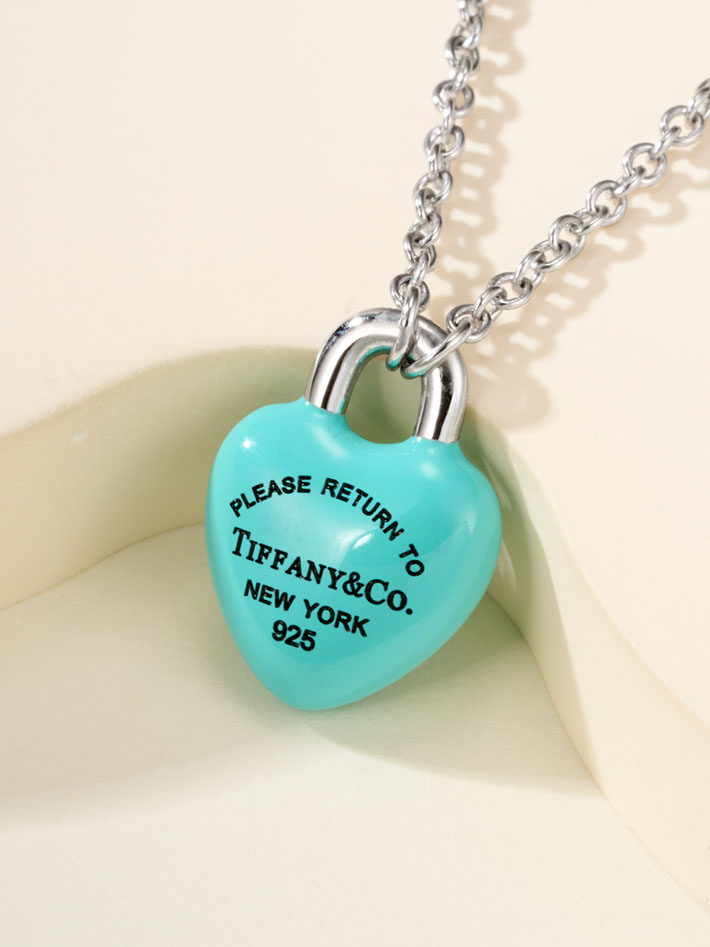 PLEASE RETURN TO
TIFFANY&CO.
NEW YORK
925